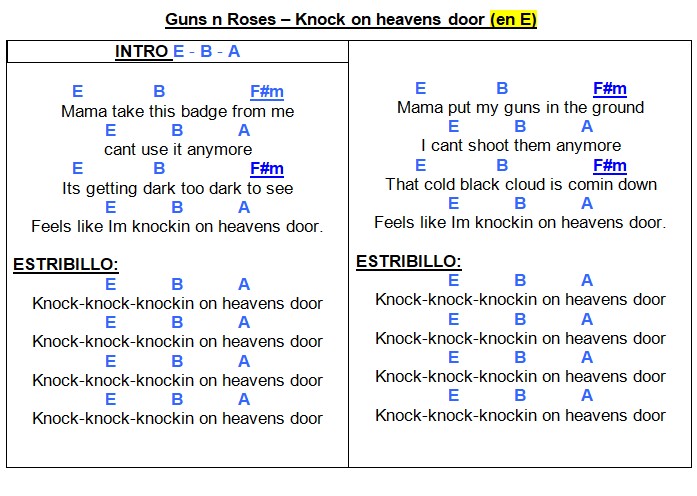 Guns n Roses – Knock on heavens door (en E)
INTRO E - B - A
E B F#m
Mama take this badge from me
E B A
cant use it anymore
E B F#m
Its getting dark too dark to see
E B A
Feels like Im knockin on heavens door.
ESTRIBILLO:
E B A
Knock-knock-knockin on heavens door
E B A
Knock-knock-knockin on heavens door
E B A
Knock-knock-knockin on heavens door
E B A
Knock-knock-knockin on heavens door
E B F#m
Mama put my guns in the ground
E B A
I cant shoot them anymore
E B F#m
That cold black cloud is comin down
E B A
Feels like Im knockin on heavens door.
ESTRIBILLO:
E B A
Knock-knock-knockin on heavens door
E B A
Knock-knock-knockin on heavens door
E B A
Knock-knock-knockin on heavens door
E B A
Knock-knock-knockin on heavens door